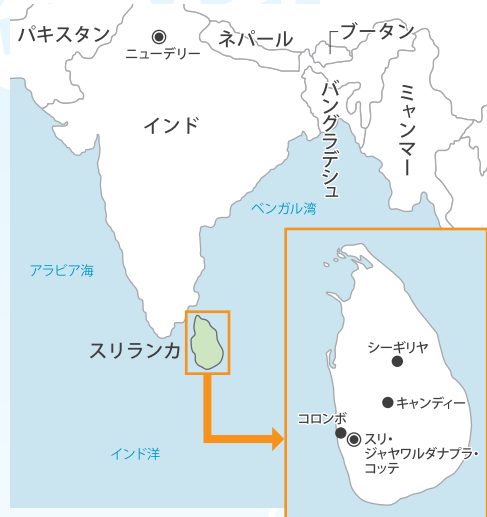 パキスタン
ニューデリー
ネパール
ブータン
インド
バングラデシュ
ミャンマー
ベンガル湾
アラビア海
スリランカ
インド洋
シーギリヤ
キャンディー
コロンボ
スリ・
ジャヤワルダナプラ・
コッテ